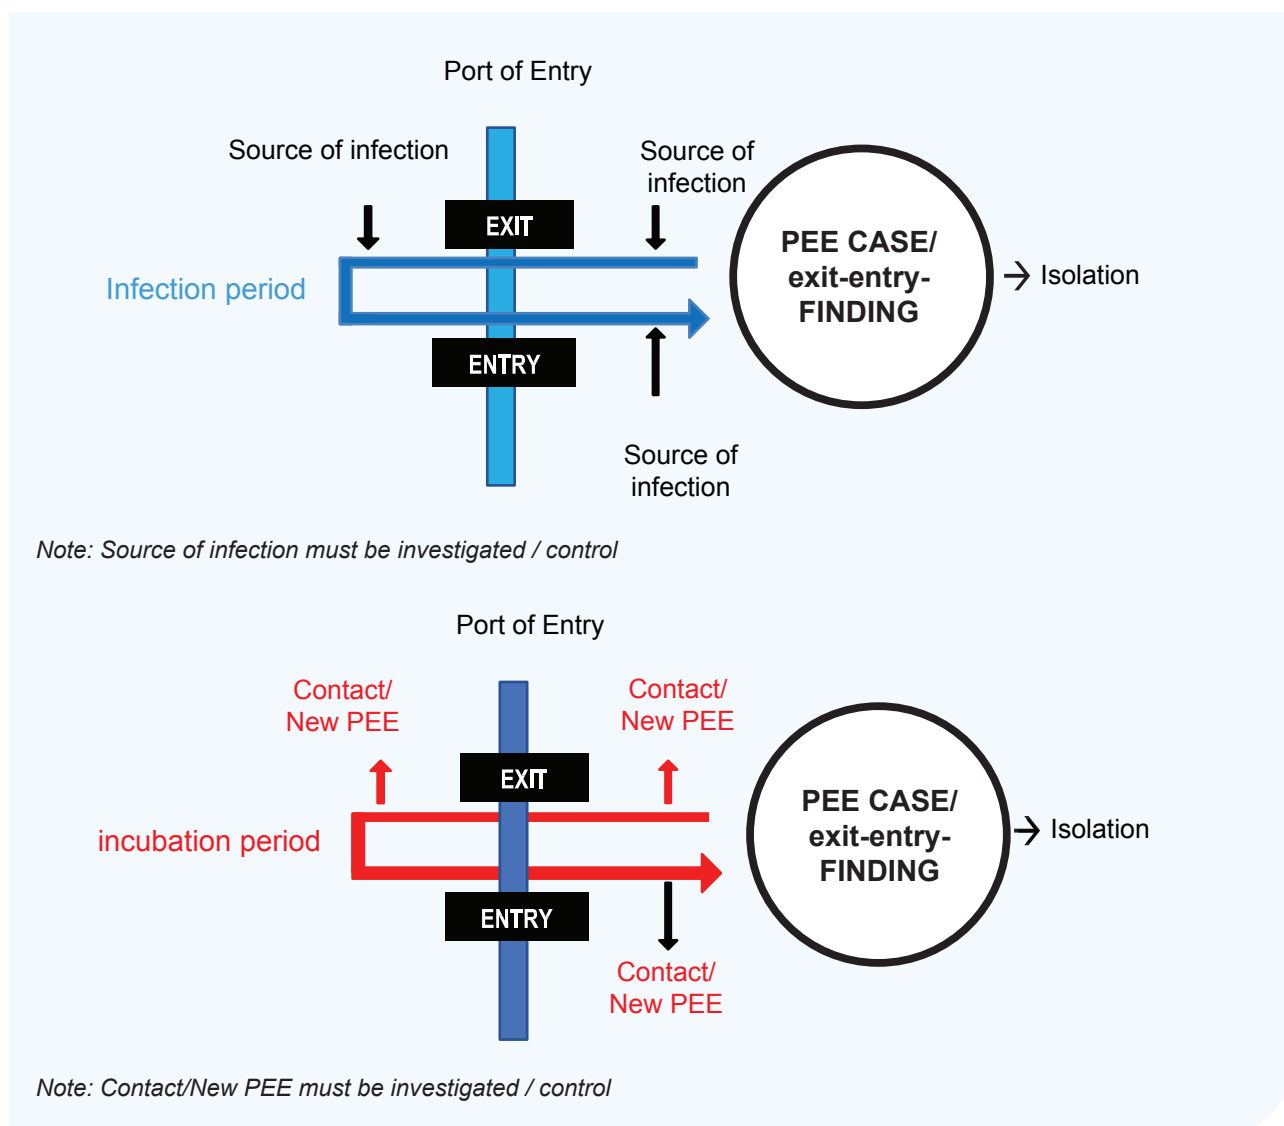 Port of Entry
Source of infection
Source of
infection
EXIT
Infection period
ENTRY
PEE CASE/
exit-entry-
FINDING
Isolation
Source of
infection
Note: Source of infection must be investigated / control
Port of Entry
Contact/
New PEE
Contact/
New PEE
EXIT
incubation period
ENTRY
PEE CASE/
exit-entry-
FINDING
Isolation
Contact/
New PEE
Note: Contact/New PEE must be investigated / control